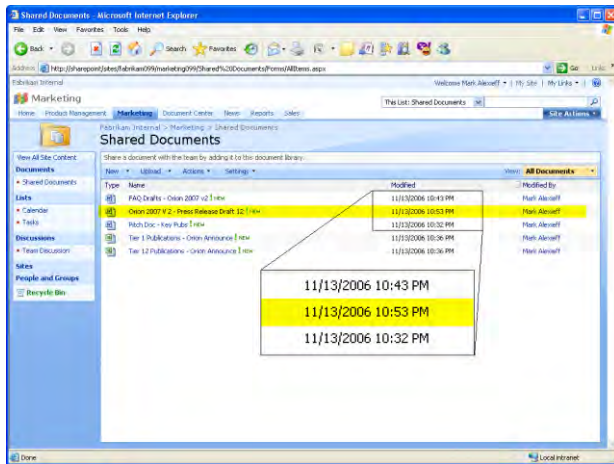 Shared Documents - Microsoft Internet Explorer
File Edit View Favorites Tools Help
Back Search Favorites
Address http://sharepoint/sites/fabrikam099/marketing099/Shared%20Documents/Forms/AllItems.aspx Go Links
Fabrikam Internal Welcome Mark Alexieff My Site My Links
Marketing This List: Shared Documents
Home Product Management Marketing Document Center News Reports Sales Site Actions
Fabrikam Internal > Marketing > Shared Documents
Shared Documents
View All Site Content Share a document with the team by adding it to this document library.
Documents New Upload Actions Settings View: All Documents
Shared Documents Type Name Modified Modified By
Lists FAQ Drafts - Orion 2007 v2 ! NEW 11/13/2006 10:43 PM Mark Alexieff
Calendar Orion 2007 V 2 - Press Release Draft 12 ! NEW 11/13/2006 10:53 PM Mark Alexieff
Tasks Pitch Doc - Key Pubs ! NEW 11/13/2006 10:32 PM Mark Alexieff
Discussions Tier 1 Publications - Orion Announce ! NEW 11/13/2006 10:36 PM Mark Alexieff
Team Discussion Tier 12 Publications - Orion Announce ! NEW 11/13/2006 10:36 PM Mark Alexieff
Sites
People and Groups
Recycle Bin
11/13/2006 10:43 PM
11/13/2006 10:53 PM
11/13/2006 10:32 PM
Done Local intranet